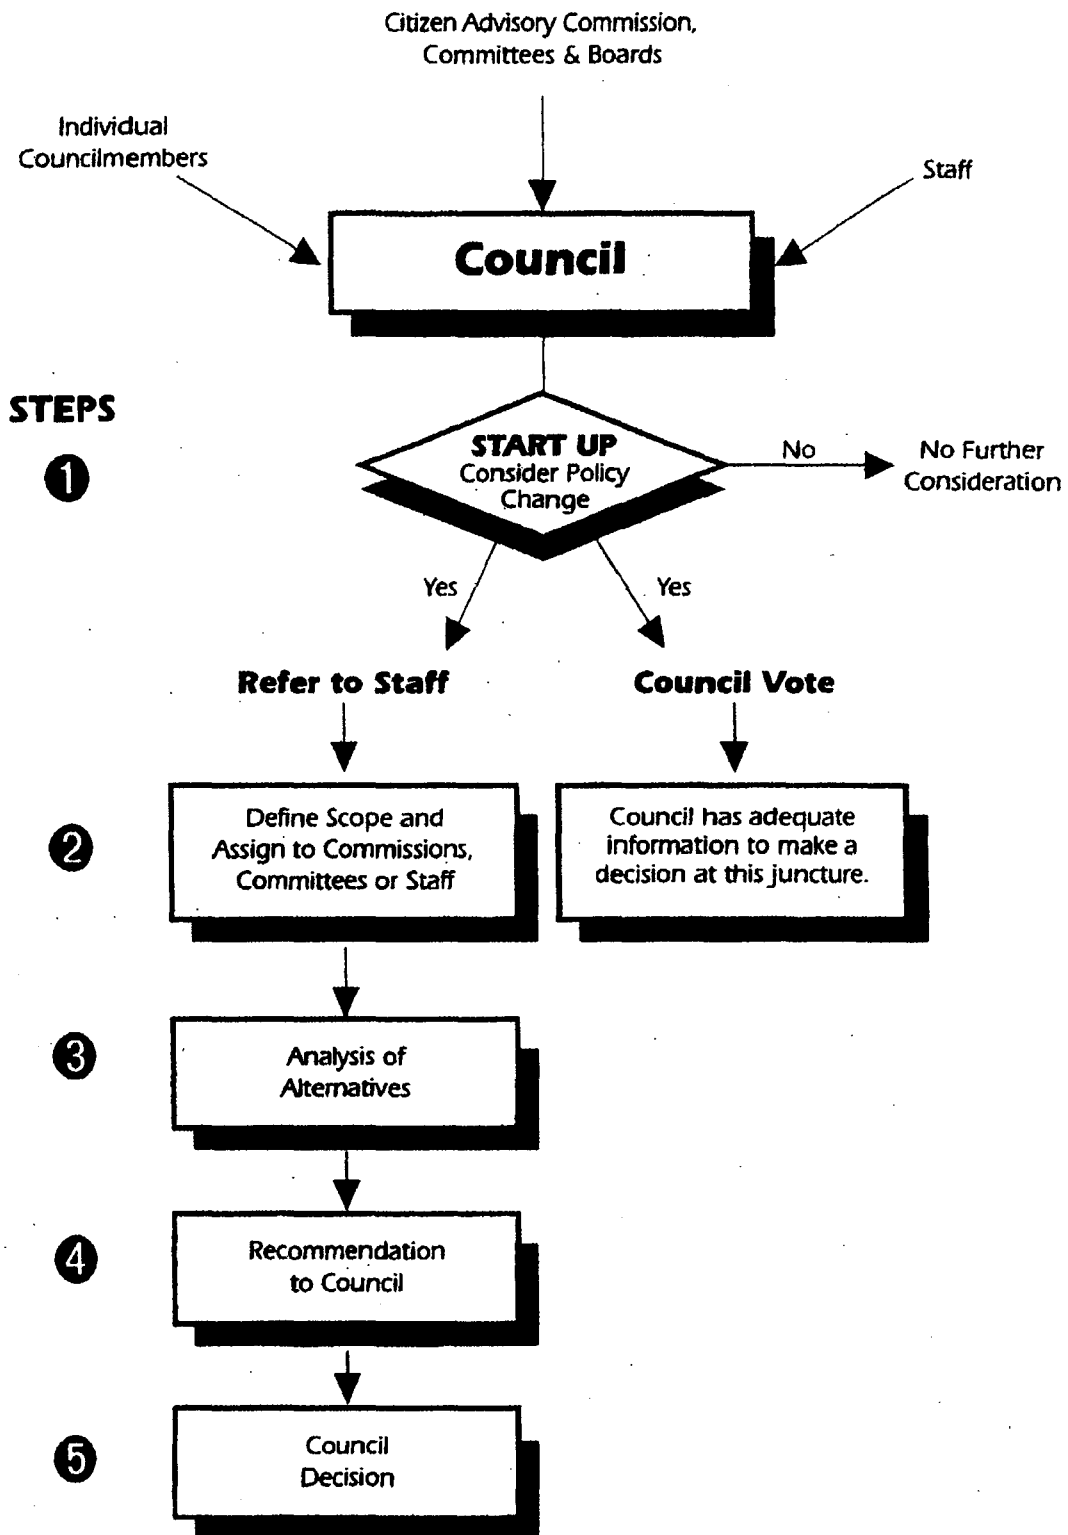 Citizen Advisory Commission,
Committees & Boards
Individual
Councilmembers
Staff
Council
STEPS
1
START UP
Consider Policy
Change
No
No Further
Consideration
Yes
Yes
Refer to Staff
Council Vote
2
Define Scope and
Assign to Commissions,
Committees or Staff
Council has adequate
information to make a
decision at this juncture.
3
Analysis of
Alternatives
4
Recommendation
to Council
5
Council
Decision